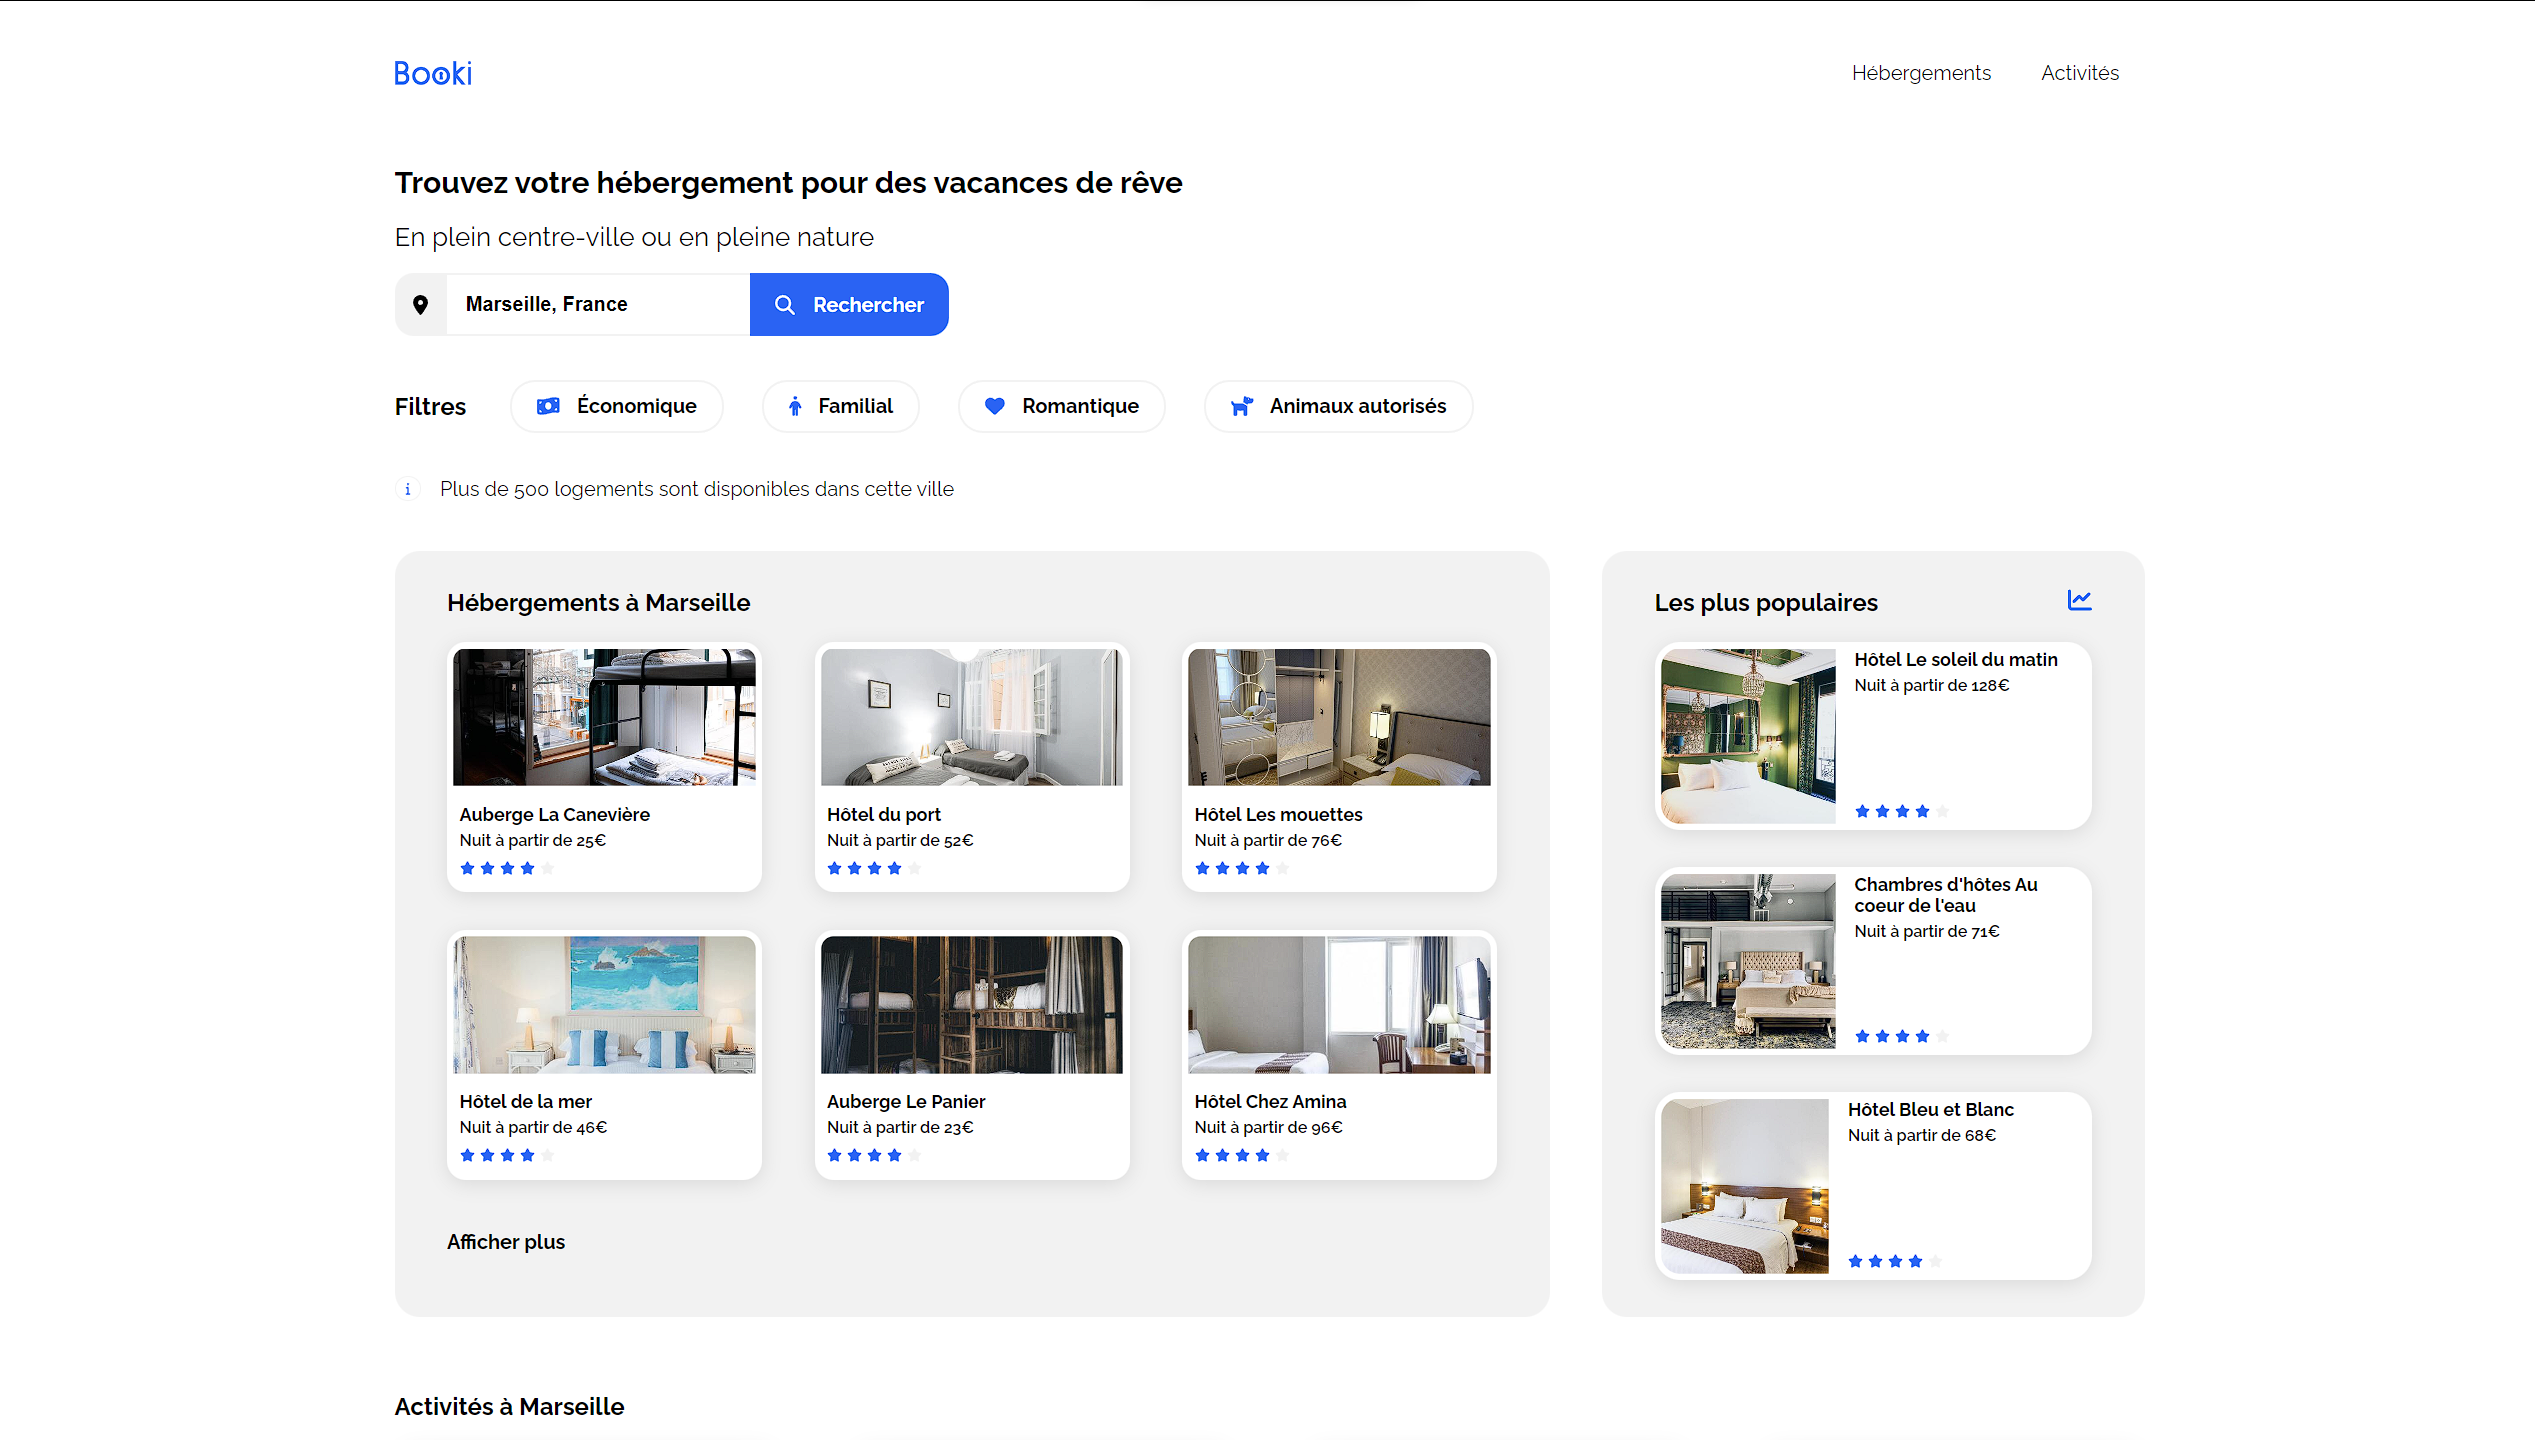 Booki
Hébergements
Activités
Trouvez votre hébergement pour des vacances de rêve
En plein centre-ville ou en pleine nature
Marseille, France
Rechercher
Filtres
Économique
Familial
Romantique
Animaux autorisés
Plus de 500 logements sont disponibles dans cette ville
Hébergements à Marseille
Auberge La Canevière
Nuit à partir de 25€
Hôtel du port
Nuit à partir de 52€
Hôtel Les mouettes
Nuit à partir de 76€
Hôtel de la mer
Nuit à partir de 46€
Auberge Le Panier
Nuit à partir de 23€
Hôtel Chez Amina
Nuit à partir de 96€
Afficher plus
Les plus populaires
Hôtel Le soleil du matin
Nuit à partir de 128€
Chambres d'hôtes Au
coeur de l'eau
Nuit à partir de 71€
Hôtel Bleu et Blanc
Nuit à partir de 68€
Activités à Marseille